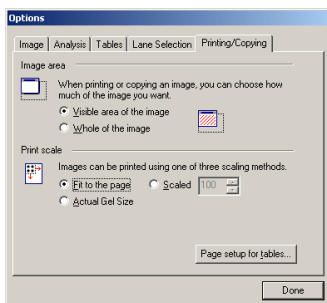 Options
Image Analysis Tables Lane Selection Printing/Copying
Image area
When printing or copying an image, you can choose how
much of the image you want.
Visible area of the image
Whole of the image
Print scale
Images can be printed using one of three scaling methods.
Fit to the page Scaled 100
Actual Gel Size
Page setup for tables...
Done